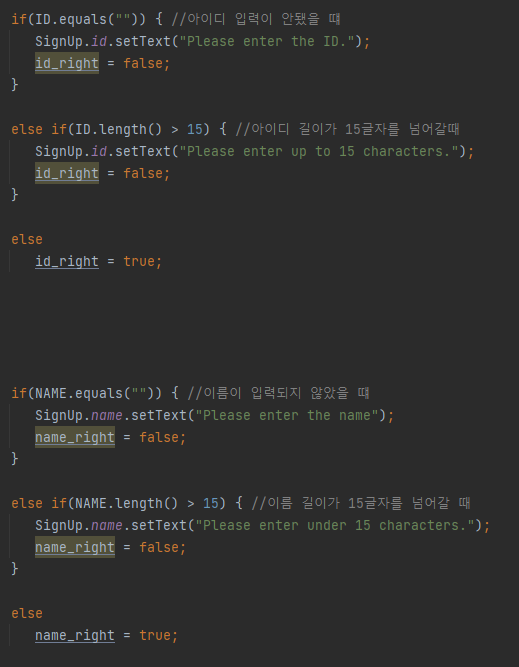 if(ID.equals("")) { //아이디 입력이 안됐을 떄
SignUp.id.setText("Please enter the ID.");
id_right = false;
}
else if(ID.length() > 15) { //아이디 길이가 15글자를 넘어갈때
SignUp.id.setText("Please enter up to 15 characters.");
id_right = false;
}
else
id_right = true;
if(NAME.equals("")) { //이름이 입력되지 않았을 떄
SignUp.name.setText("Please enter the name");
name_right = false;
}
else if(NAME.length() > 15) { //이름 길이가 15글자를 넘어갈 때
SignUp.name.setText("Please enter under 15 characters.");
name_right = false;
}
else
name_right = true;